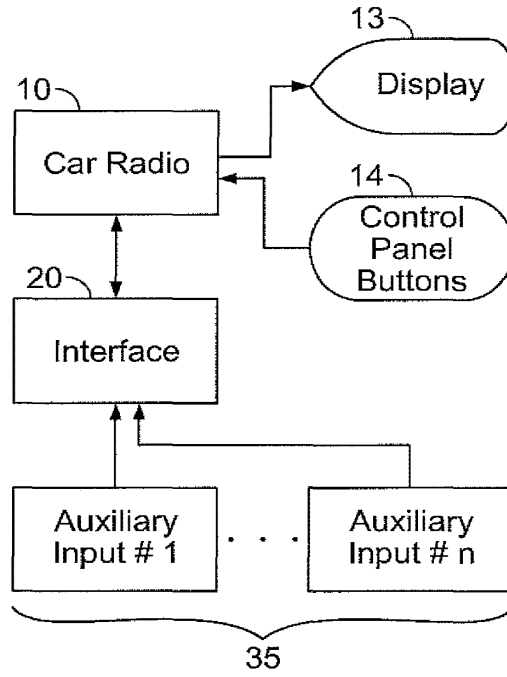 13
Display
10
Car Radio
14
Control
Panel
Buttons
20
Interface
Auxiliary
Input # 1
. . .
Auxiliary
Input # n
35